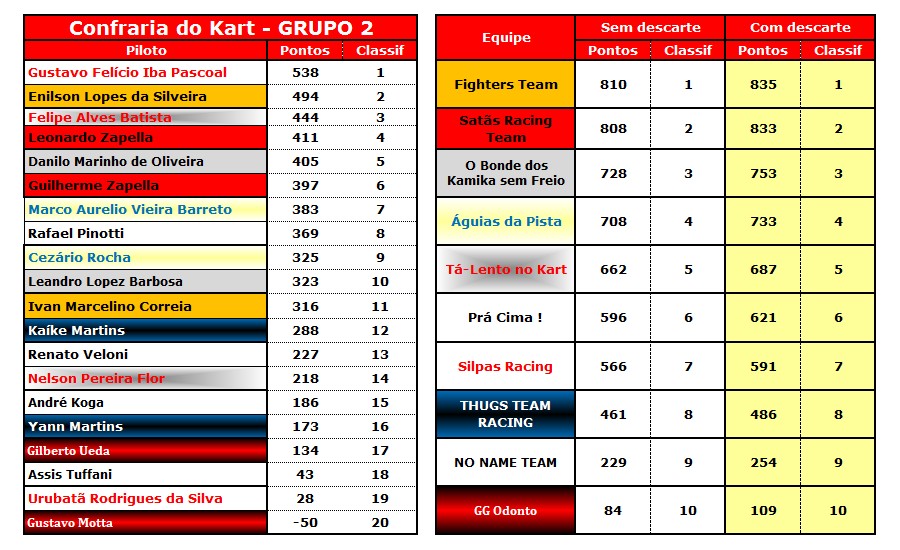 Confraria do Kart - GRUPO 2
Piloto Pontos Classif
Gustavo Felício Iba Pascoal 538 1
Enilson Lopes da Silveira 494 2
Felipe Alves Batista 444 3
Leonardo Zapella 411 4
Danilo Marinho de Oliveira 405 5
Guilherme Zapella 397 6
Marco Aurelio Vieira Barreto 383 7
Rafael Pinotti 369 8
Cezário Rocha 325 9
Leandro Lopez Barbosa 323 10
Ivan Marcelino Correia 316 11
Kaíke Martins 288 12
Renato Veloni 227 13
Nelson Pereira Flor 218 14
André Koga 186 15
Yann Martins 173 16
Gilberto Ueda 134 17
Assis Tuffani 43 18
Urubatã Rodrigues da Silva 28 19
Gustavo Motta -50 20
Equipe Sem descarte Com descarte
Pontos Classif Pontos Classif
Fighters Team 810 1 835 1
Satãs Racing
Team 808 2 833 2
O Bonde dos
Kamika sem Freio 728 3 753 3
Águias da Pista 708 4 733 4
Tá-Lento no Kart 662 5 687 5
Prá Cima ! 596 6 621 6
Silpas Racing 566 7 591 7
THUGS TEAM
RACING 461 8 486 8
NO NAME TEAM 229 9 254 9
GG Odonto 84 10 109 10